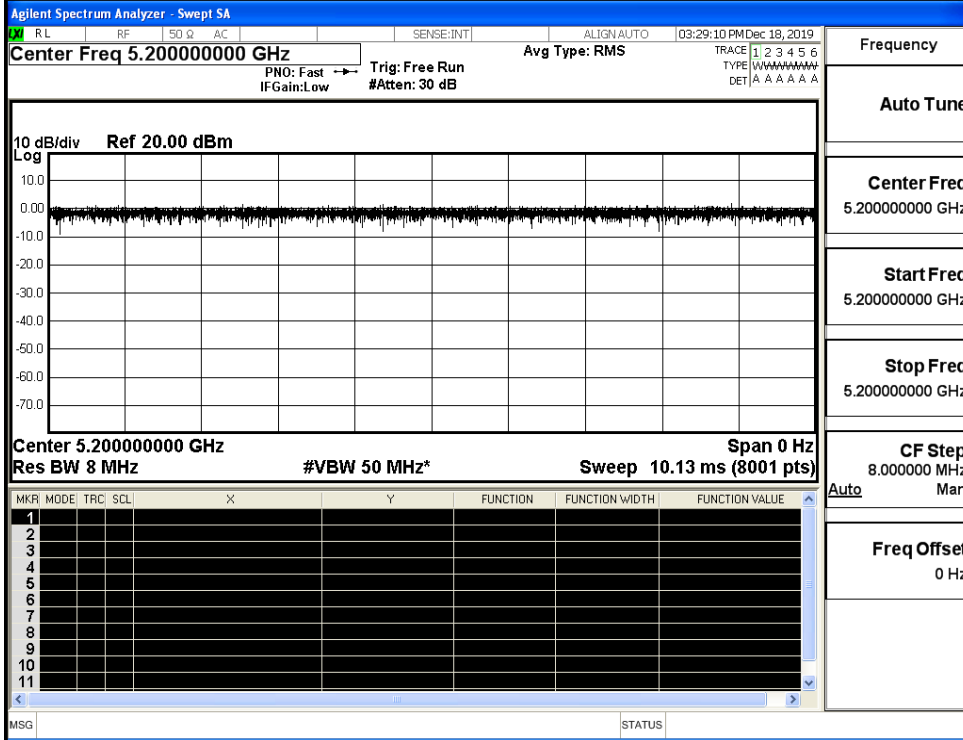 Agilent Spectrum Analyzer - Swept SA
LXI RL RF 50 Ω AC SENSE:INT ALIGN AUTO 03:29:10 PM Dec 18, 2019
Center Freq 5.200000000 GHz
PNO: Fast
IFGain:Low
Trig: Free Run
#Atten: 30 dB
Avg Type: RMS
TRACE 1 2 3 4 5 6
TYPE WWWWWW
DET A A A A A A
10 dB/div Ref 20.00 dBm
Log
10.0
0.00
-10.0
-20.0
-30.0
-40.0
-50.0
-60.0
-70.0
Center 5.200000000 GHz Span 0 Hz
Res BW 8 MHz #VBW 50 MHz* Sweep 10.13 ms (8001 pts)
MKR MODE TRC SCL X Y FUNCTION FUNCTION WIDTH FUNCTION VALUE
1
2
3
4
5
6
7
8
9
10
11
MSG STATUS
Frequency
Auto Tune
Center Freq
5.200000000 GHz
Start Freq
5.200000000 GHz
Stop Freq
5.200000000 GHz
CF Step
8.000000 MHz
Auto Man
Freq Offset
0 Hz